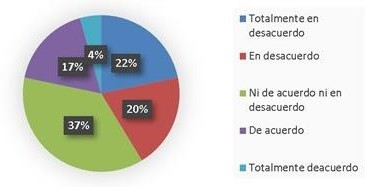 4%
22%
17%
20%
37%
Totalmente en
desacuerdo
En desacuerdo
Ni de acuerdo ni en
desacuerdo
De acuerdo
Totalmente deacuerdo